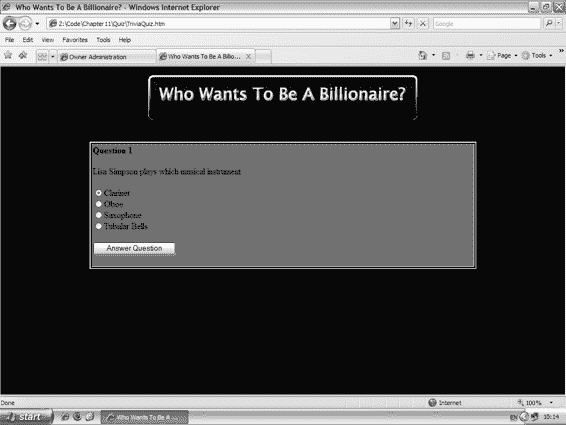 Who Wants To Be A Billionaire? - Windows Internet Explorer
Z:\Code\Chapter 11\Quiz\TriviaQuiz.htm
Google
File Edit View Favorites Tools Help
Owner Administration Who Wants To Be A Billo...
Page Tools
Who Wants To Be A Billionaire?
Question 1
Lisa Simpson plays which musical instrument
Clarinet
Oboe
Saxophone
Tubular Bells
Answer Question
Done Internet 100%
start Who Wants To Be A ... EN 10:14